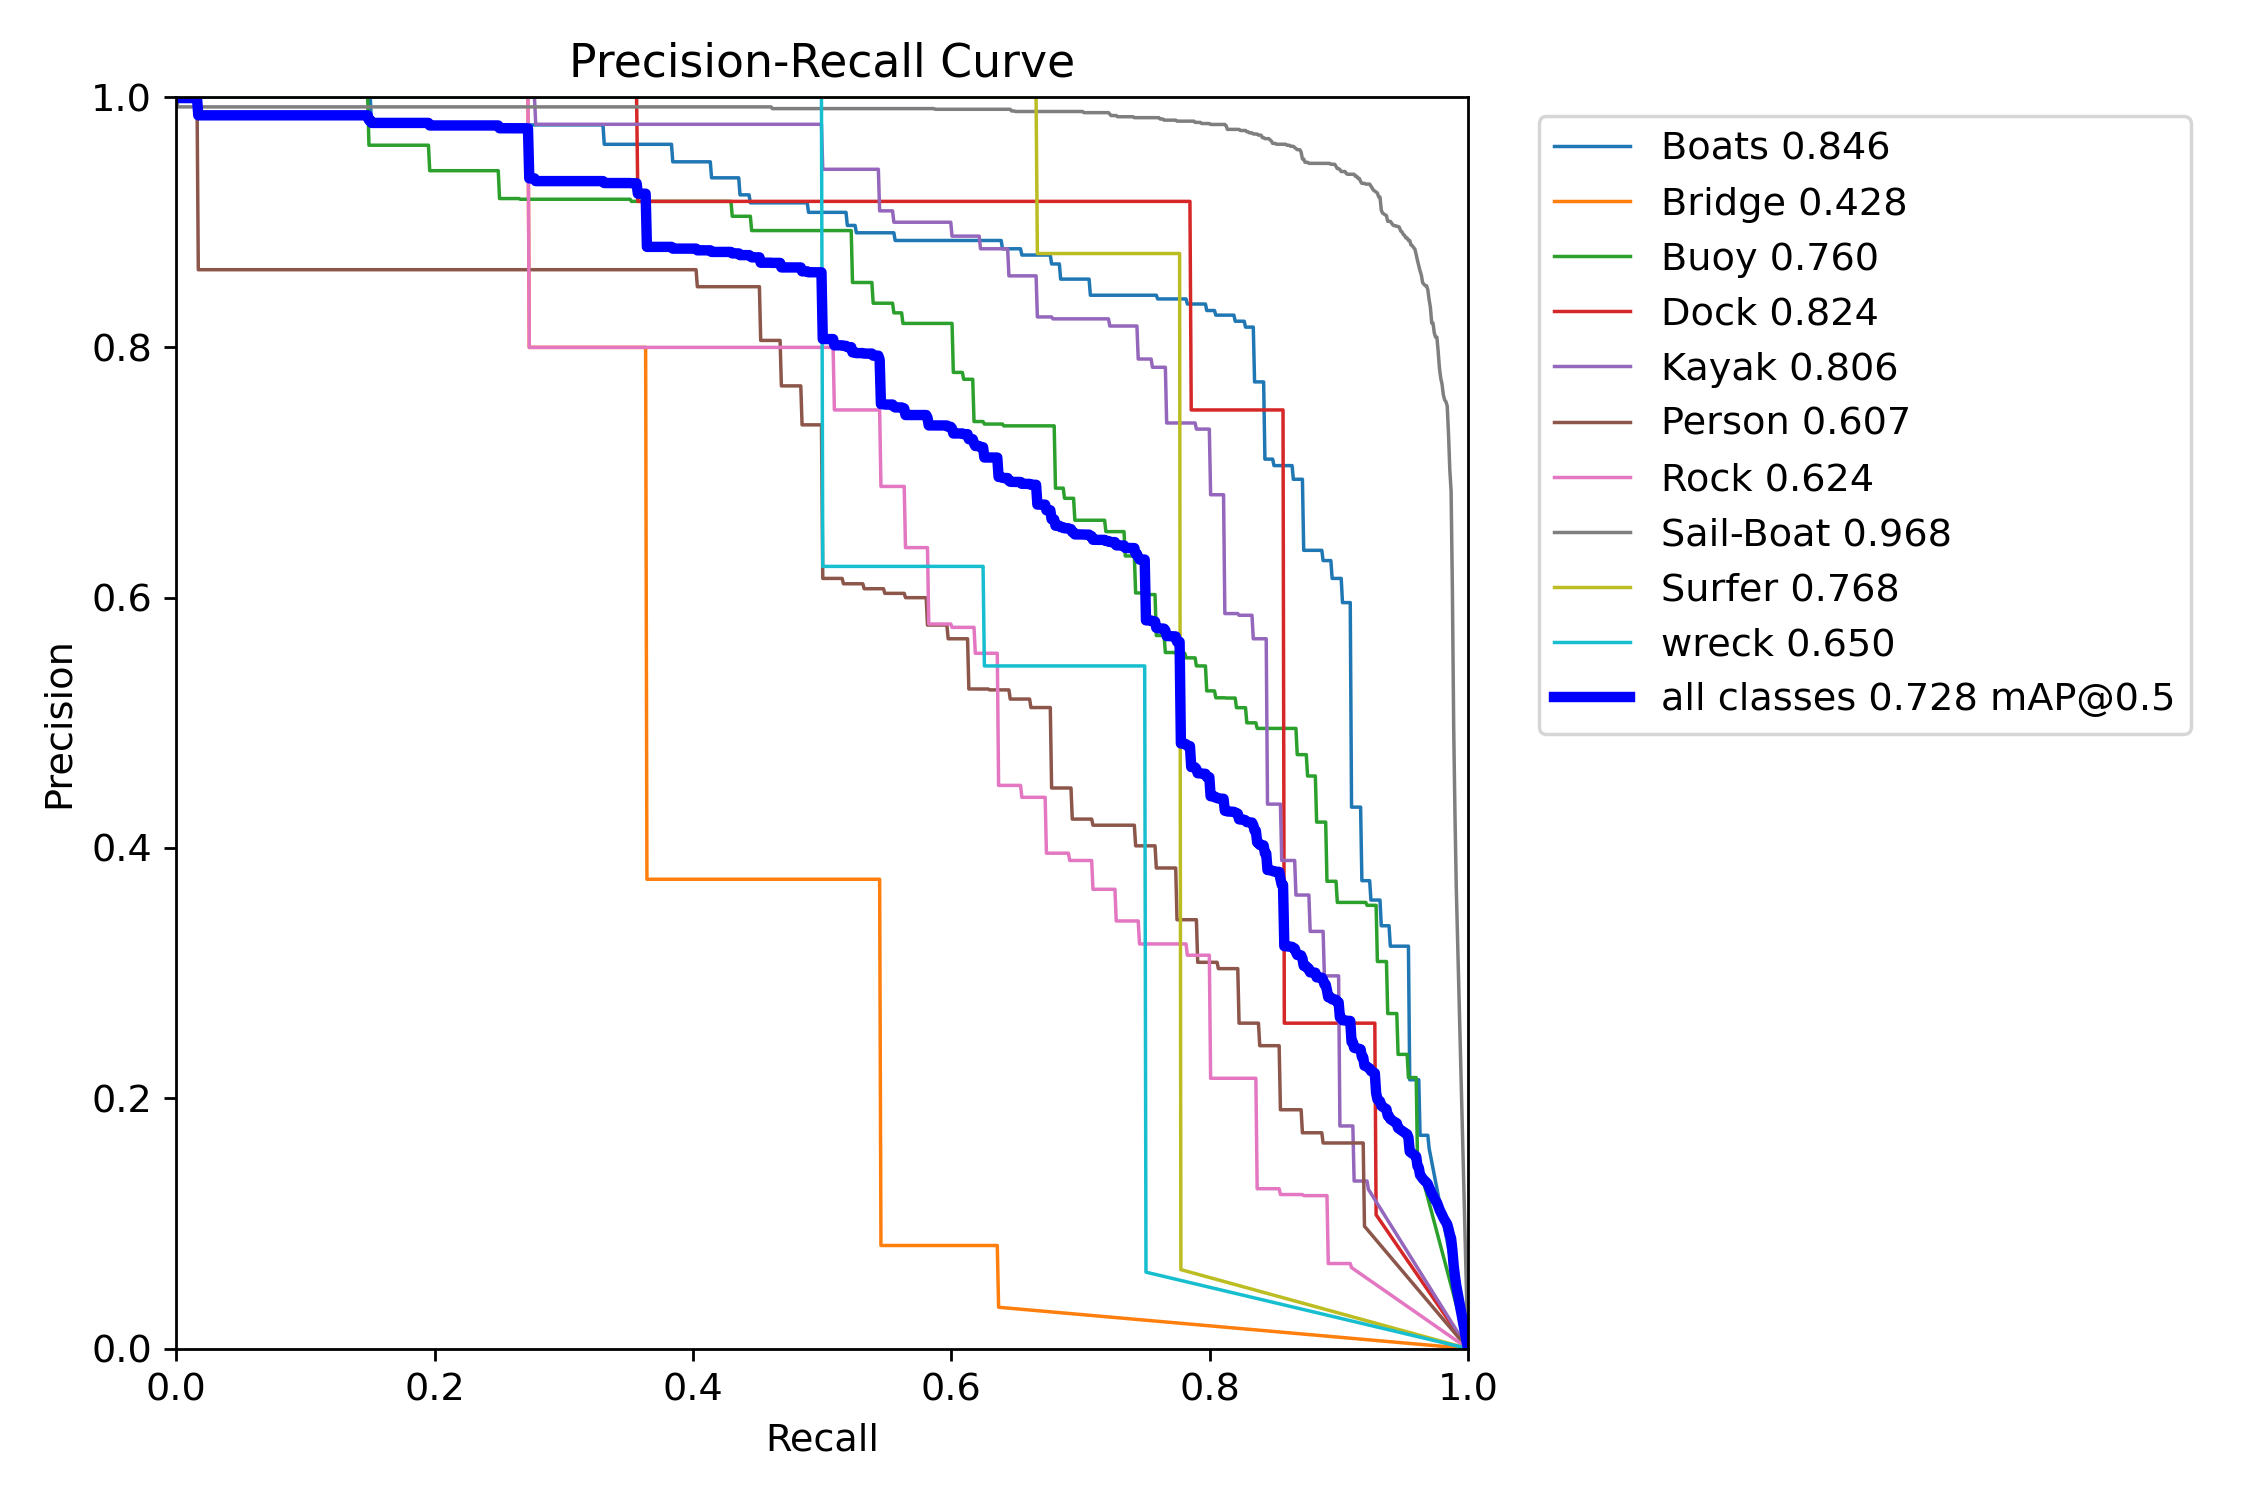 Precision-Recall Curve
1.0
0.8
0.6
0.4
0.2
0.0
Precision
0.0 0.2 0.4 0.6 0.8 1.0
Recall
Boats 0.846
Bridge 0.428
Buoy 0.760
Dock 0.824
Kayak 0.806
Person 0.607
Rock 0.624
Sail-Boat 0.968
Surfer 0.768
wreck 0.650
all classes 0.728 mAP@0.5